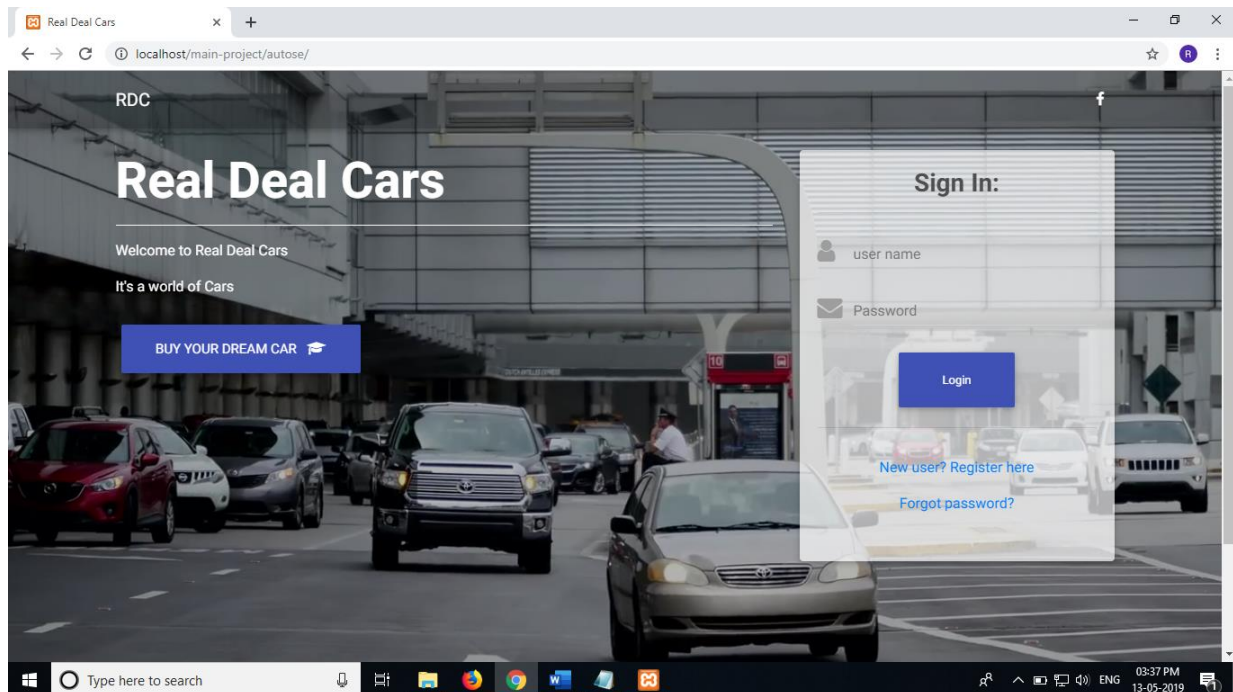 Real Deal Cars
localhost/main-project/autose/
R
RDC
f
Real Deal Cars
Welcome to Real Deal Cars
It's a world of Cars
BUY YOUR DREAM CAR
Sign In:
user name
Password
Login
New user? Register here
Forgot password?
10
Type here to search
ENG
03:37 PM
13-05-2019